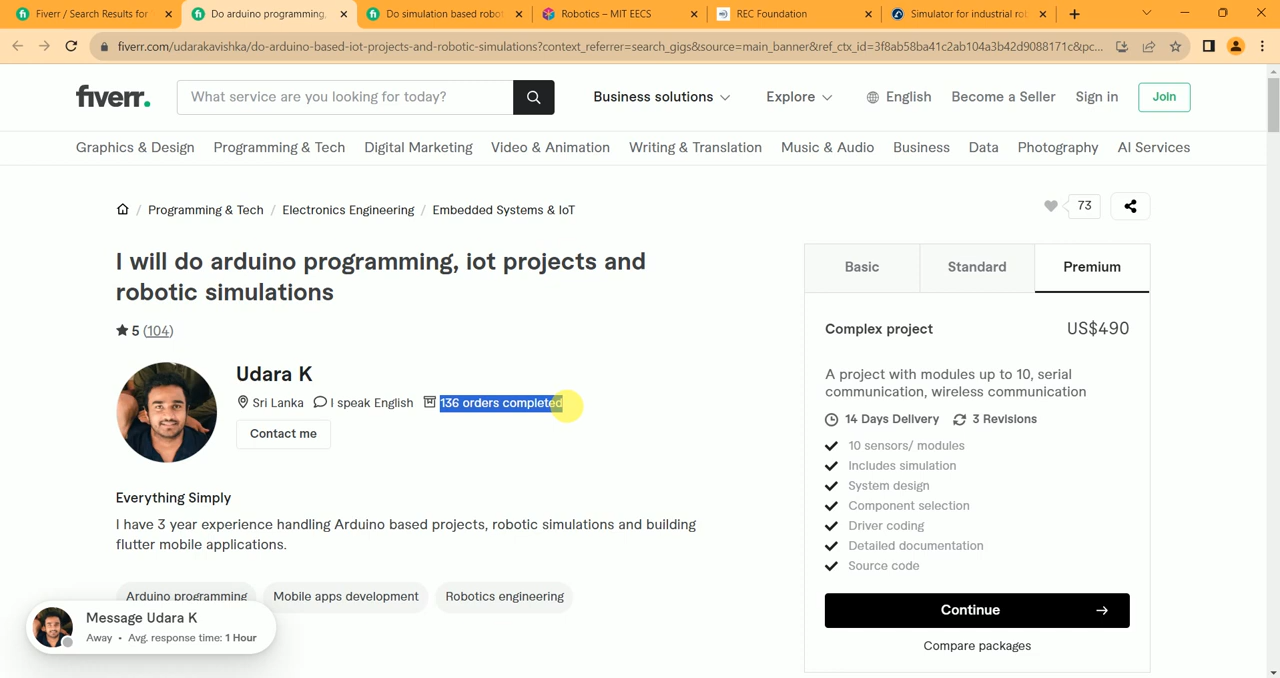 Fiverr / Search Results for
Do arduino programming,
Do simulation based robo
Robotics – MIT EECS
REC Foundation
Simulator for industrial ro
fiverr.com/udarakavishka/do-arduino-based-iot-projects-and-robotic-simulations?context_referrer=search_gigs&source=main_banner&ref_ctx_id=3f8ab58ba41c2ab104a3b42d9088171c&pc...
fiverr.
What service are you looking for today?
Business solutions
Explore
English
Become a Seller
Sign in
Join
Graphics & Design
Programming & Tech
Digital Marketing
Video & Animation
Writing & Translation
Music & Audio
Business
Data
Photography
AI Services
Programming & Tech / Electronics Engineering / Embedded Systems & IoT
73
I will do arduino programming, iot projects and
robotic simulations
5 (104)
Udara K
Sri Lanka
I speak English
136 orders completed
Contact me
Everything Simply
I have 3 year experience handling Arduino based projects, robotic simulations and building
flutter mobile applications.
Arduino programming
Mobile apps development
Robotics engineering
Message Udara K
Away • Avg. response time: 1 Hour
Basic
Standard
Premium
Complex project
US$490
A project with modules up to 10, serial
communication, wireless communication
14 Days Delivery
3 Revisions
10 sensors/ modules
Includes simulation
System design
Component selection
Driver coding
Detailed documentation
Source code
Continue
Compare packages